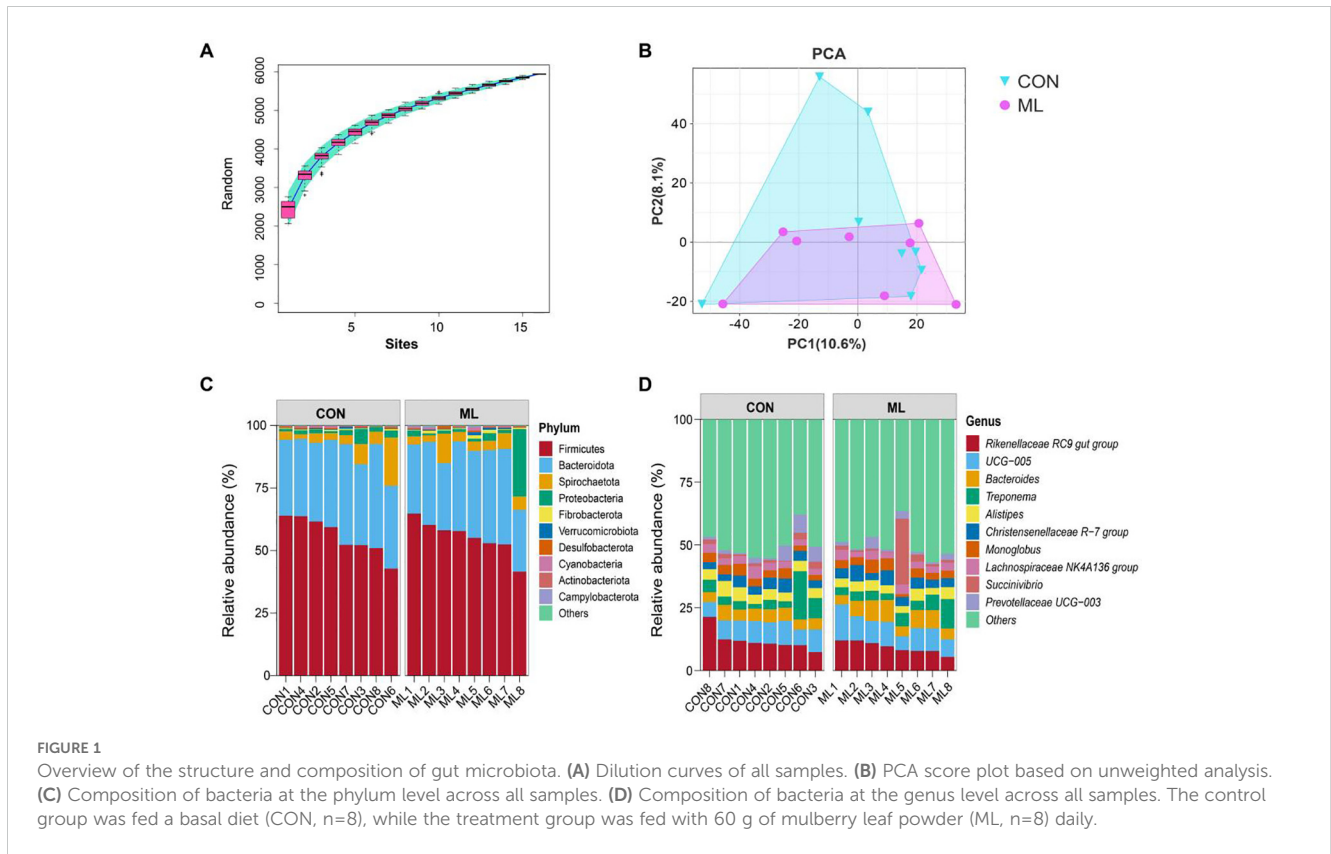 A
6000
5000
4000
3000
2000
1000
0
Random
5
10
15
Sites
B
PCA
40
20
0
-20
PC2(8.1%)
-40
-20
0
20
PC1(10.6%)
CON
ML
C
CON
ML
100
75
50
25
0
Relative abundance (%)
CON1
CON4
CON2
CON5
CON7
CON3
CON8
CON6
ML1
ML2
ML3
ML4
ML5
ML6
ML7
ML8
Phylum
Firmicutes
Bacteroidota
Spirochaetota
Proteobacteria
Fibrobacterota
Verrucomicrobiota
Desulfobacterota
Cyanobacteria
Actinobacteriota
Campylobacterota
Others
D
CON
ML
100
75
50
25
0
Relative abundance (%)
CON8
CON7
CON1
CON4
CON2
CON5
CON6
CON3
ML1
ML2
ML3
ML4
ML5
ML6
ML7
ML8
Genus
Rikenellaceae RC9 gut group
UCG-005
Bacteroides
Treponema
Alistipes
Christensenellaceae R-7 group
Monoglobus
Lachnospiraceae NK4A136 group
Succinivibrio
Prevotellaceae UCG-003
Others
FIGURE 1
Overview of the structure and composition of gut microbiota. (A) Dilution curves of all samples. (B) PCA score plot based on unweighted analysis.
(C) Composition of bacteria at the phylum level across all samples. (D) Composition of bacteria at the genus level across all samples. The control
group was fed a basal diet (CON, n=8), while the treatment group was fed with 60 g of mulberry leaf powder (ML, n=8) daily.